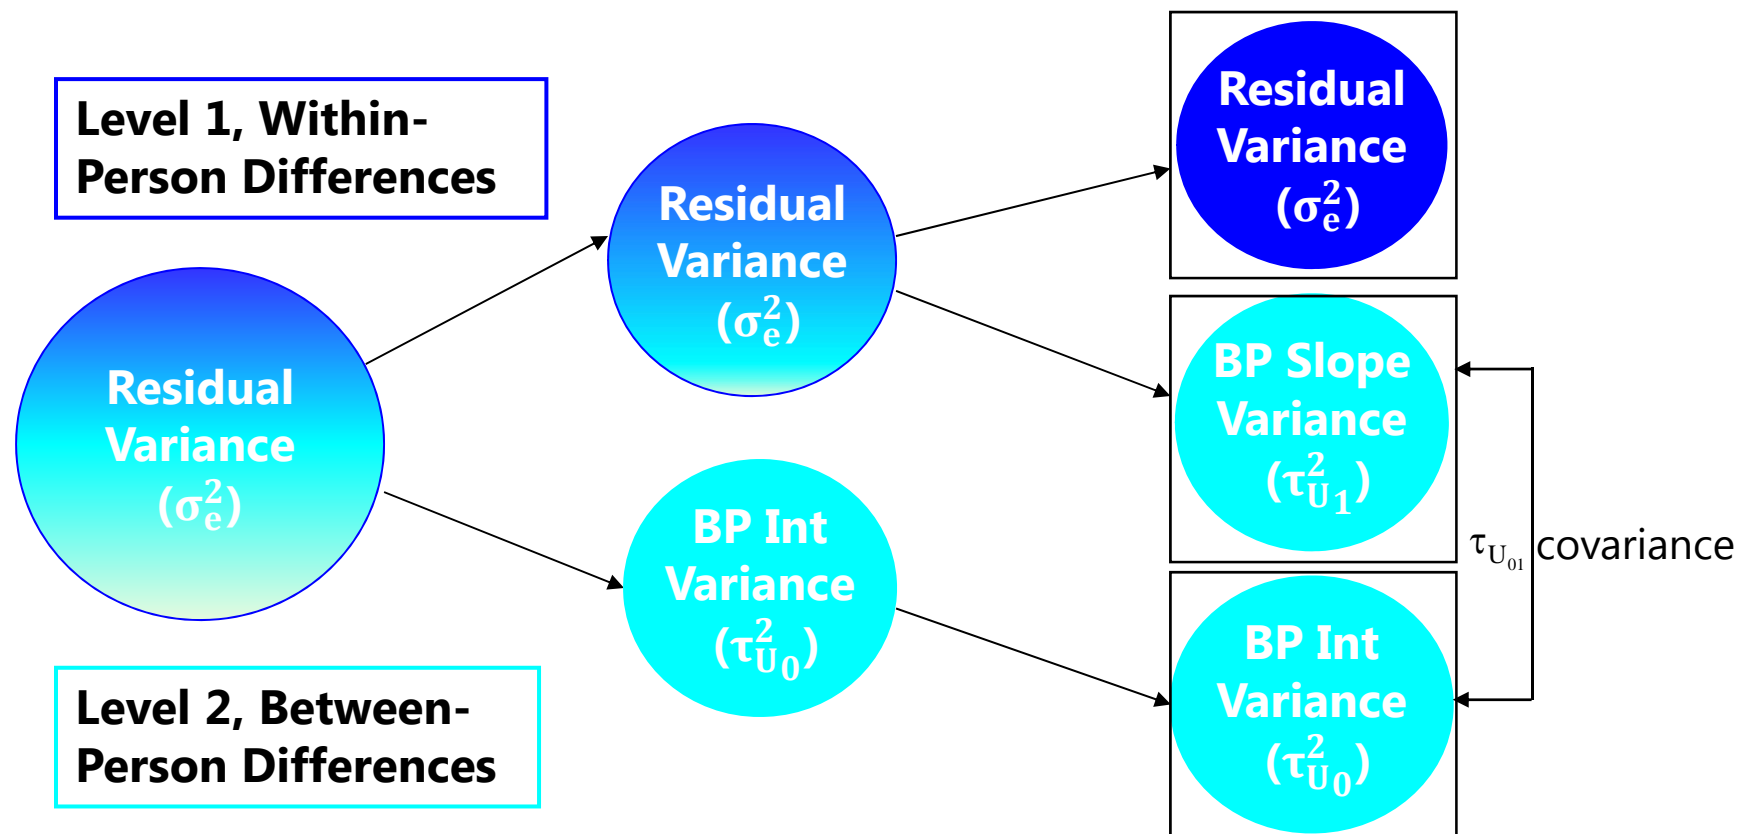 Level 1, Within-
Person Differences
Residual
Variance
(σ²ₑ)
Level 2, Between-
Person Differences
Residual
Variance
(σ²ₑ)
BP Int
Variance
(τ²U₀)
Residual
Variance
(σ²ₑ)
BP Slope
Variance
(τ²U₁)
BP Int
Variance
(τ²U₀)
τU₀₁ covariance